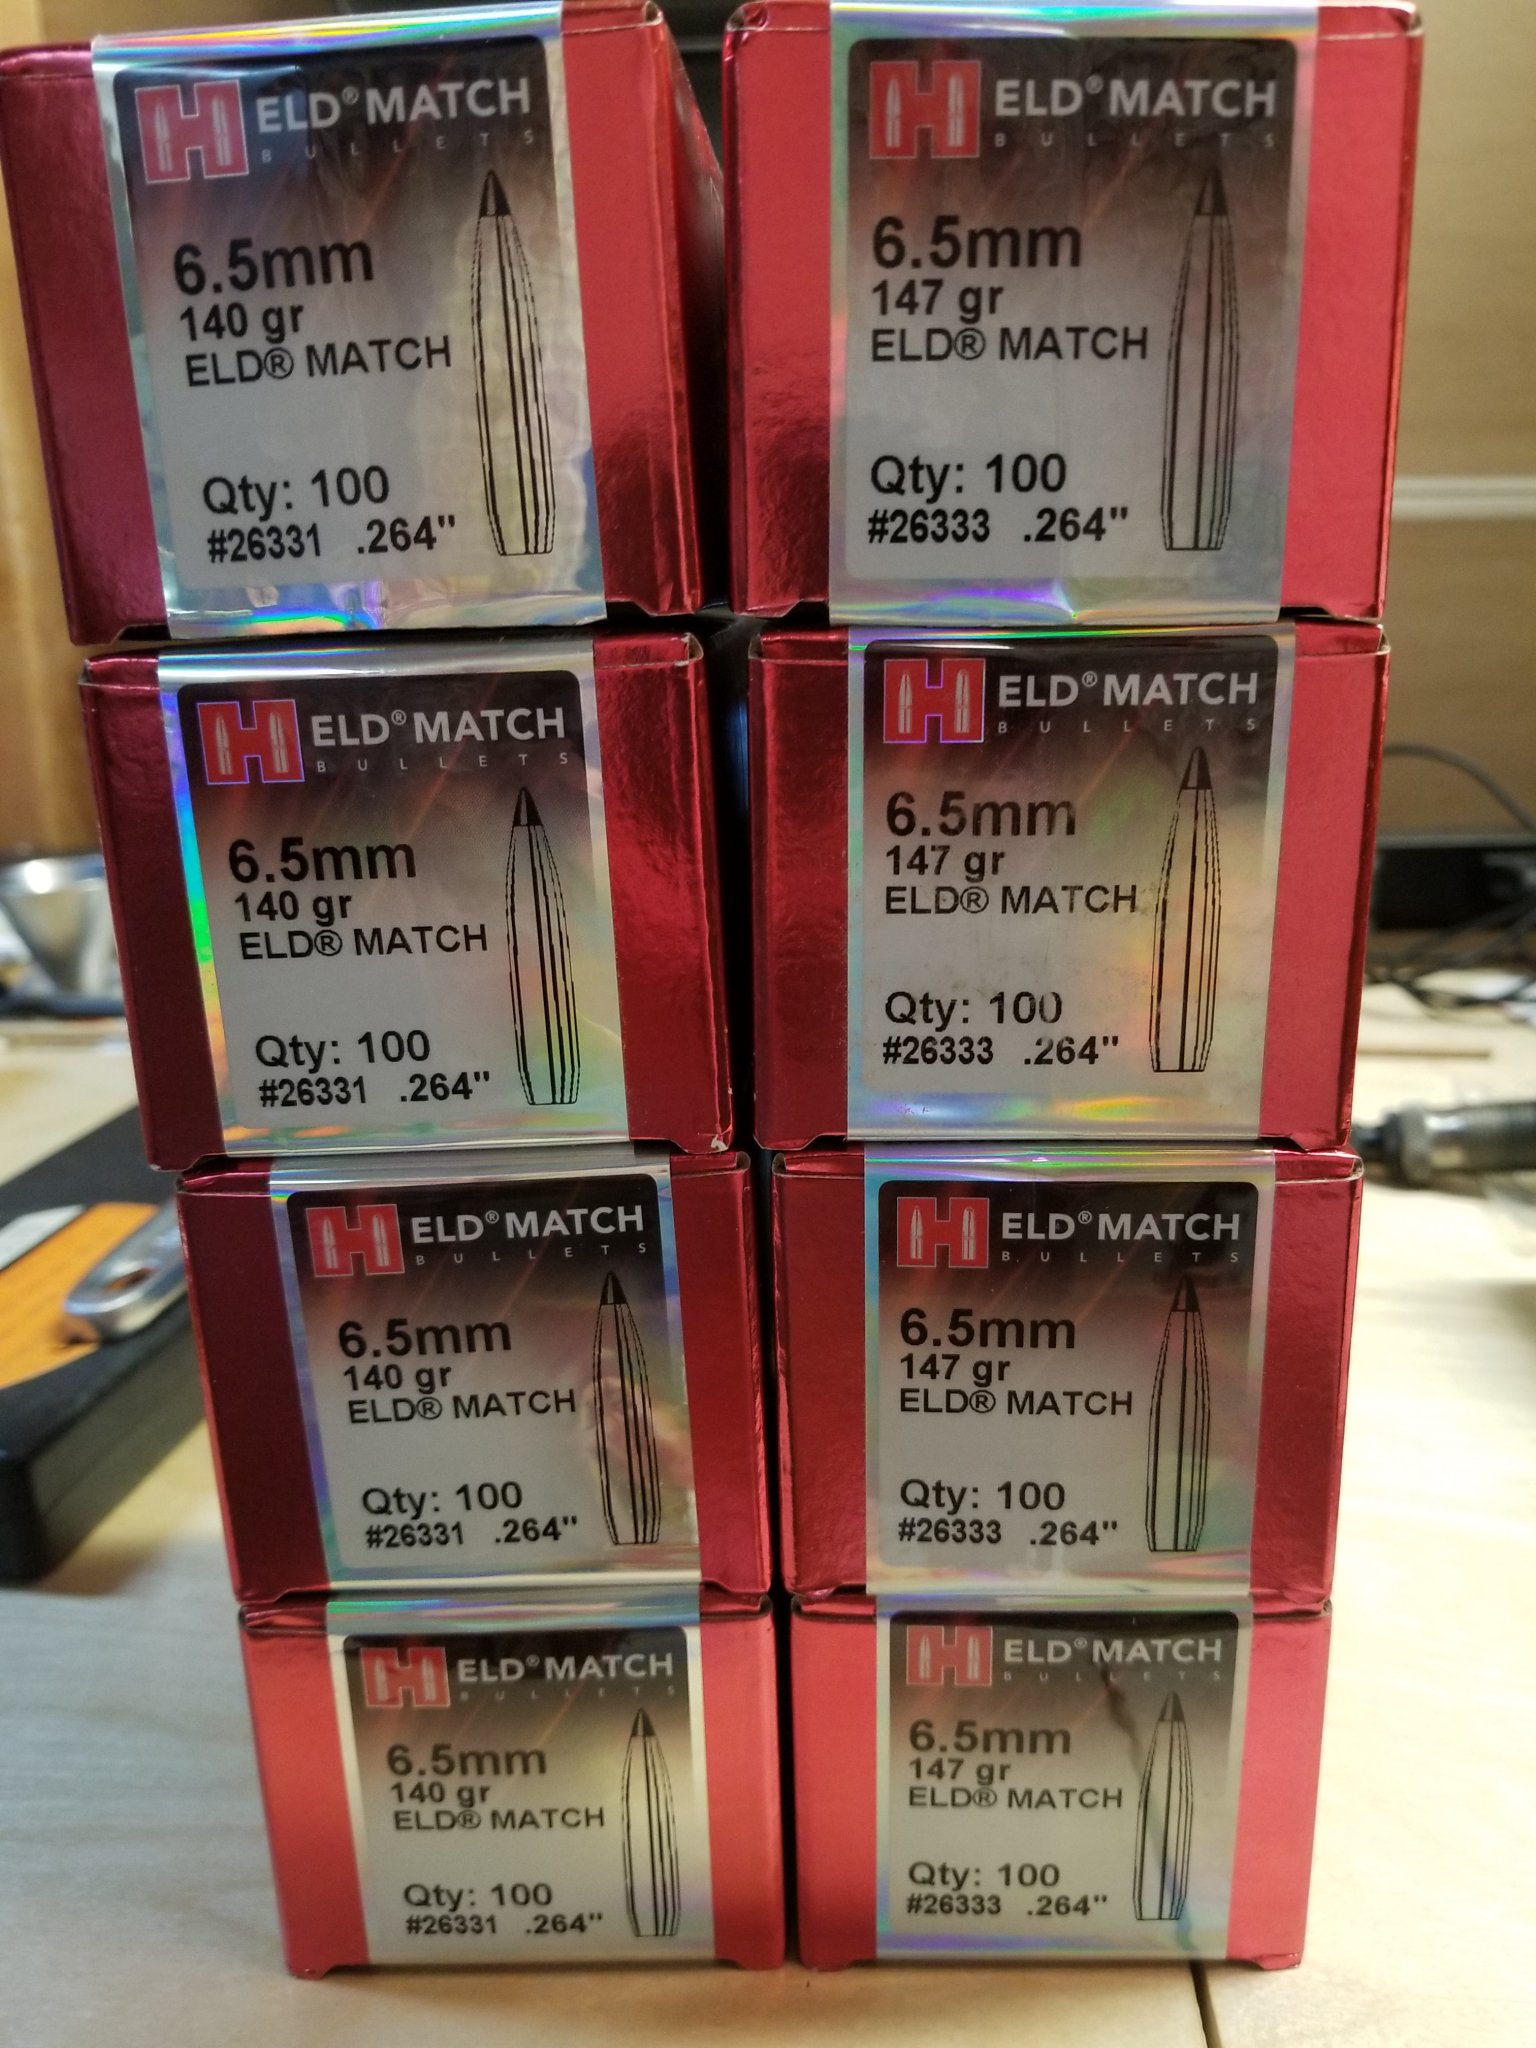 H ELD® MATCH
BULLETS
6.5mm
140 gr
ELD® MATCH
Qty: 100
#26331 .264"
H ELD® MATCH
BULLETS
6.5mm
147 gr
ELD® MATCH
Qty: 100
#26333 .264"
H ELD® MATCH
BULLETS
6.5mm
140 gr
ELD® MATCH
Qty: 100
#26331 .264"
H ELD® MATCH
BULLETS
6.5mm
147 gr
ELD® MATCH
Qty: 100
#26333 .264"
H ELD® MATCH
BULLETS
6.5mm
140 gr
ELD® MATCH
Qty: 100
#26331 .264"
H ELD® MATCH
BULLETS
6.5mm
147 gr
ELD® MATCH
Qty: 100
#26333 .264"
H ELD® MATCH
BULLETS
6.5mm
140 gr
ELD® MATCH
Qty: 100
#26331 .264"
H ELD® MATCH
BULLETS
6.5mm
147 gr
ELD® MATCH
Qty: 100
#26333 .264"